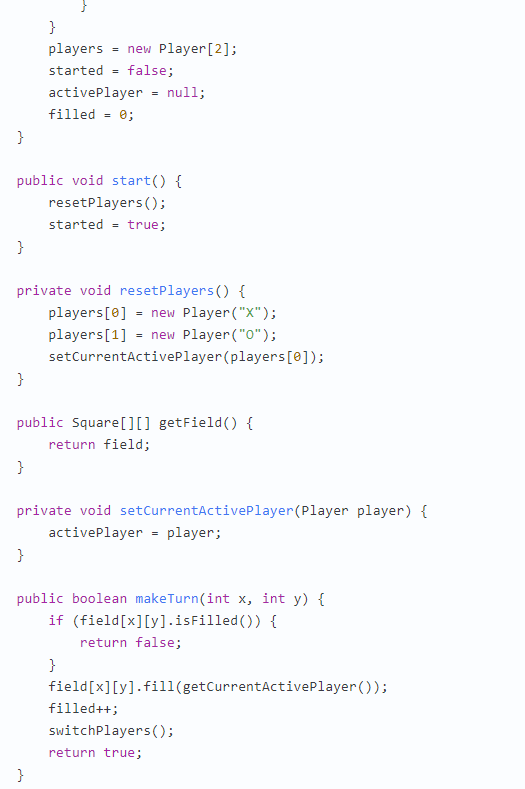 }
    }
    players = new Player[2];
    started = false;
    activePlayer = null;
    filled = 0;
}

public void start() {
    resetPlayers();
    started = true;
}

private void resetPlayers() {
    players[0] = new Player("X");
    players[1] = new Player("O");
    setCurrentActivePlayer(players[0]);
}

public Square[][] getField() {
    return field;
}

private void setCurrentActivePlayer(Player player) {
    activePlayer = player;
}

public boolean makeTurn(int x, int y) {
    if (field[x][y].isFilled()) {
        return false;
    }
    field[x][y].fill(getCurrentActivePlayer());
    filled++;
    switchPlayers();
    return true;
}